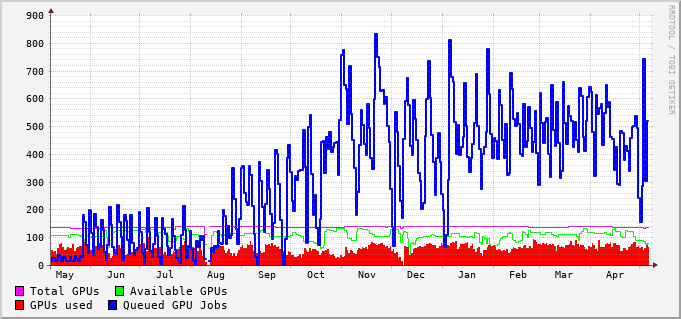 900
800
700
600
500
400
300
200
100
0
May Jun Jul Aug Sep Oct Nov Dec Jan Feb Mar Apr
Total GPUs Available GPUs
GPUs used Queued GPU Jobs
RRDTOOL / TOBI OETIKER